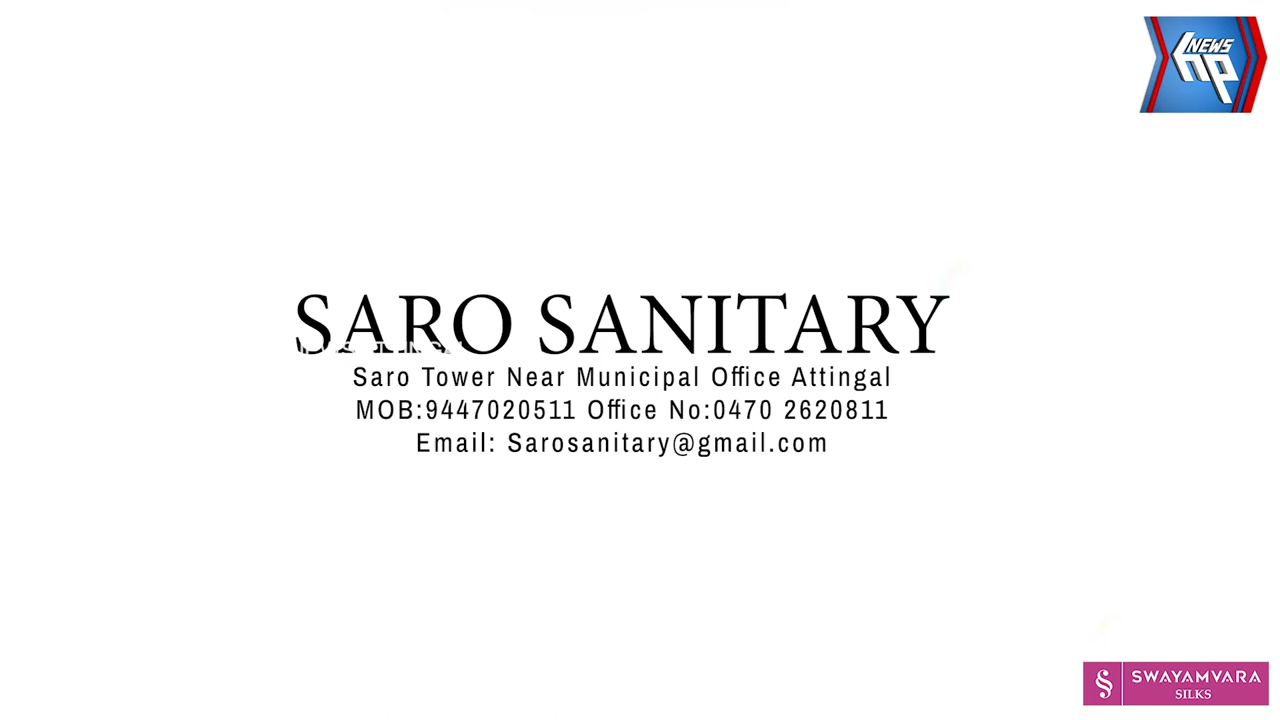 NEWS
SARO SANITARY
Saro Tower Near Municipal Office Attingal
MOB:9447020511 Office No:0470 2620811
Email: Sarosanitary@gmail.com
SWAYAMVARA
SILKS